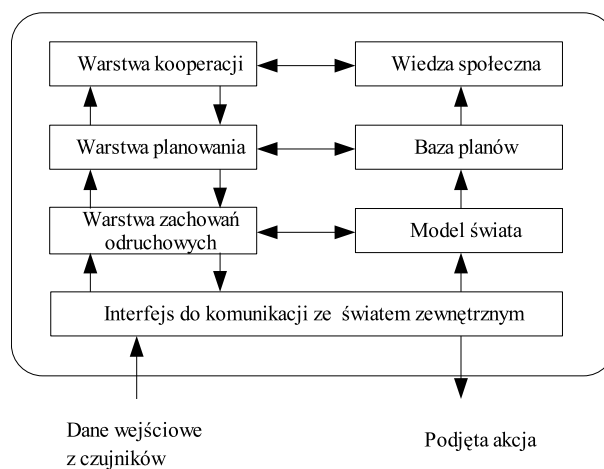 Warstwa kooperacji
Wiedza społeczna
Warstwa planowania
Baza planów
Warstwa zachowań
odruchowych
Model świata
Interfejs do komunikacji ze światem zewnętrznym
Dane wejściowe
z czujników
Podjęta akcja